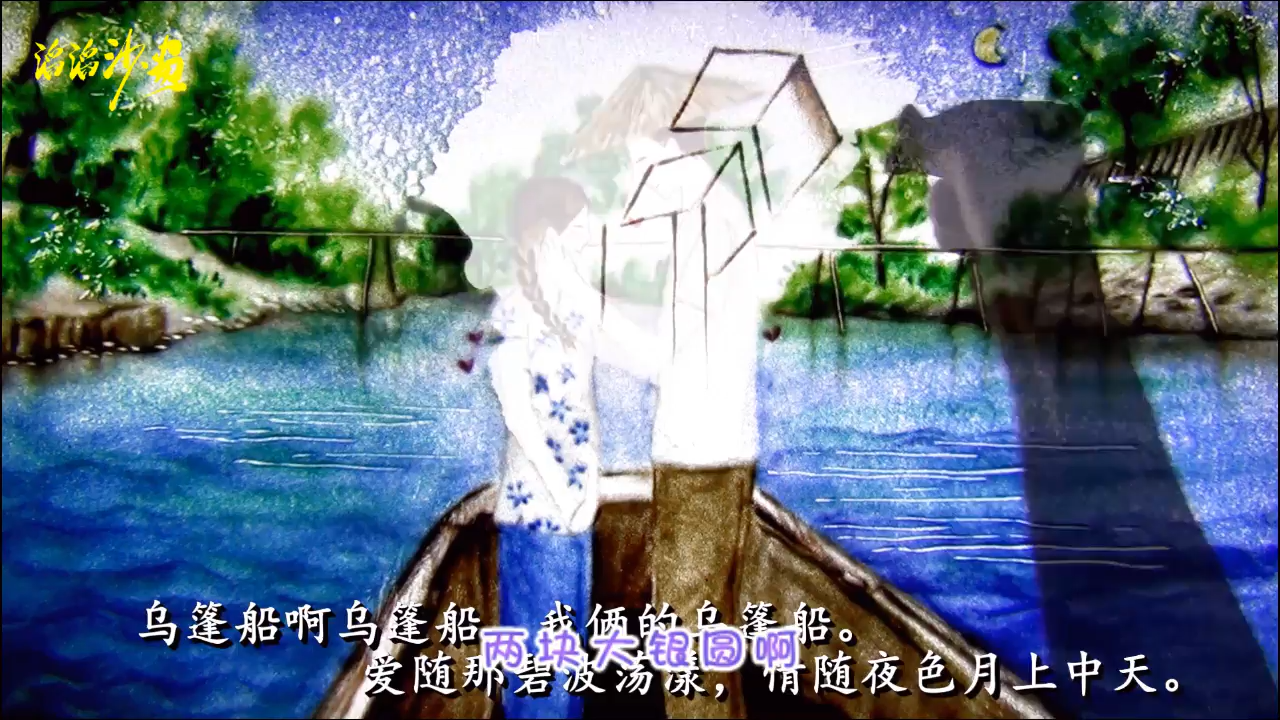 滔滔沙画
乌篷船啊乌篷船，我俩的乌篷船。
两块大银圆啊
爱随那碧波荡漾，情随夜色月上中天。